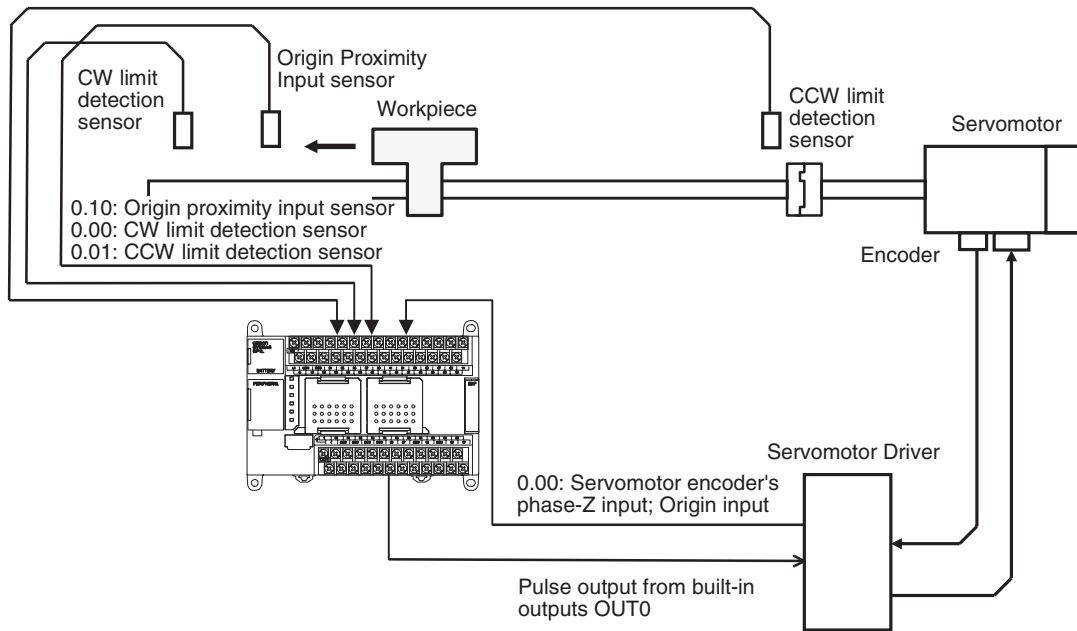 Origin Proximity
Input sensor
CW limit
detection
sensor
Workpiece
CCW limit
detection
sensor
Servomotor
0.10: Origin proximity input sensor
0.00: CW limit detection sensor
0.01: CCW limit detection sensor
Encoder
BATTERY
PERIPHERAL
Servomotor Driver
0.00: Servomotor encoder's
phase-Z input; Origin input
Pulse output from built-in
outputs OUT0